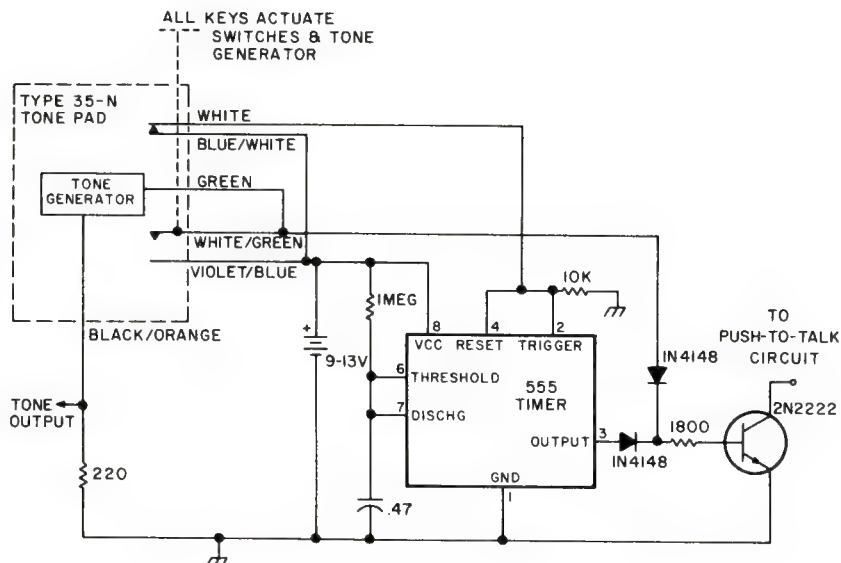 ALL KEYS ACTUATE
SWITCHES & TONE
GENERATOR
TYPE 35-N
TONE PAD
WHITE
BLUE/WHITE
TONE
GENERATOR
GREEN
WHITE/GREEN
VIOLET/BLUE
BLACK/ORANGE
TONE
OUTPUT
220
+
9-13V
1MEG
.47
10K
8
4
2
VCC
RESET
TRIGGER
6
THRESHOLD
7
DISCHG
555
TIMER
OUTPUT
3
GND
1
IN4148
IN4148
1800
TO
PUSH-TO-TALK
CIRCUIT
2N2222